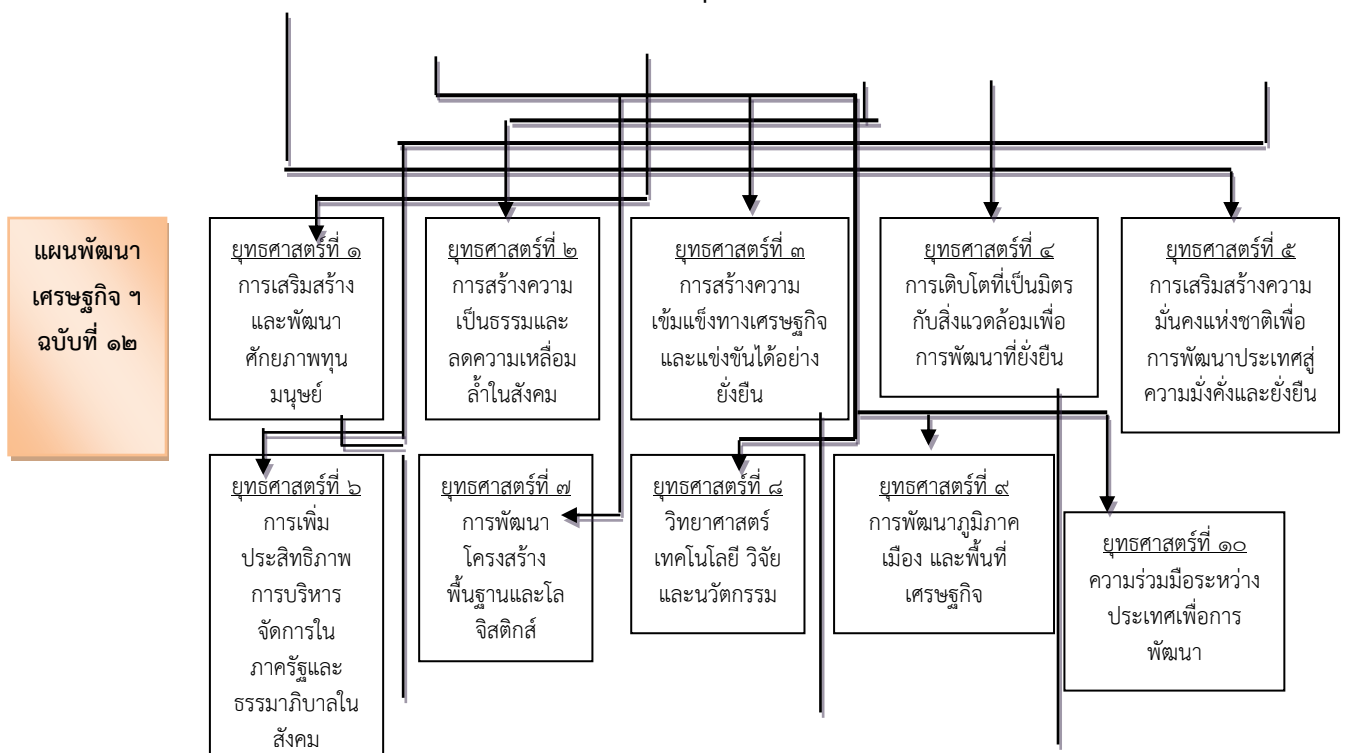 แผนพัฒนา
เศรษฐกิจ ฯ
ฉบับที่ ๑๒
ยุทธศาสตร์ที่ ๑
การเสริมสร้าง
และพัฒนา
ศักยภาพทุน
มนุษย์
ยุทธศาสตร์ที่ ๒
การสร้างความ
เป็นธรรมและ
ลดความเหลื่อม
ล้ำในสังคม
ยุทธศาสตร์ที่ ๓
การสร้างความ
เข้มแข็งทางเศรษฐกิจ
และแข่งขันได้อย่าง
ยั่งยืน
ยุทธศาสตร์ที่ ๔
การเติบโตที่เป็นมิตร
กับสิ่งแวดล้อมเพื่อ
การพัฒนาที่ยั่งยืน
ยุทธศาสตร์ที่ ๕
การเสริมสร้างความ
มั่นคงแห่งชาติเพื่อ
การพัฒนาประเทศสู่
ความมั่งคั่งและยั่งยืน
ยุทธศาสตร์ที่ ๖
การเพิ่ม
ประสิทธิภาพ
การบริหาร
จัดการใน
ภาครัฐและ
ธรรมาภิบาลใน
สังคม
ยุทธศาสตร์ที่ ๗
การพัฒนา
โครงสร้าง
พื้นฐานและโล
จิสติกส์
ยุทธศาสตร์ที่ ๘
วิทยาศาสตร์
เทคโนโลยี วิจัย
และนวัตกรรม
ยุทธศาสตร์ที่ ๙
การพัฒนาภูมิภาค
เมือง และพื้นที่
เศรษฐกิจ
ยุทธศาสตร์ที่ ๑๐
ความร่วมมือระหว่าง
ประเทศเพื่อการ
พัฒนา